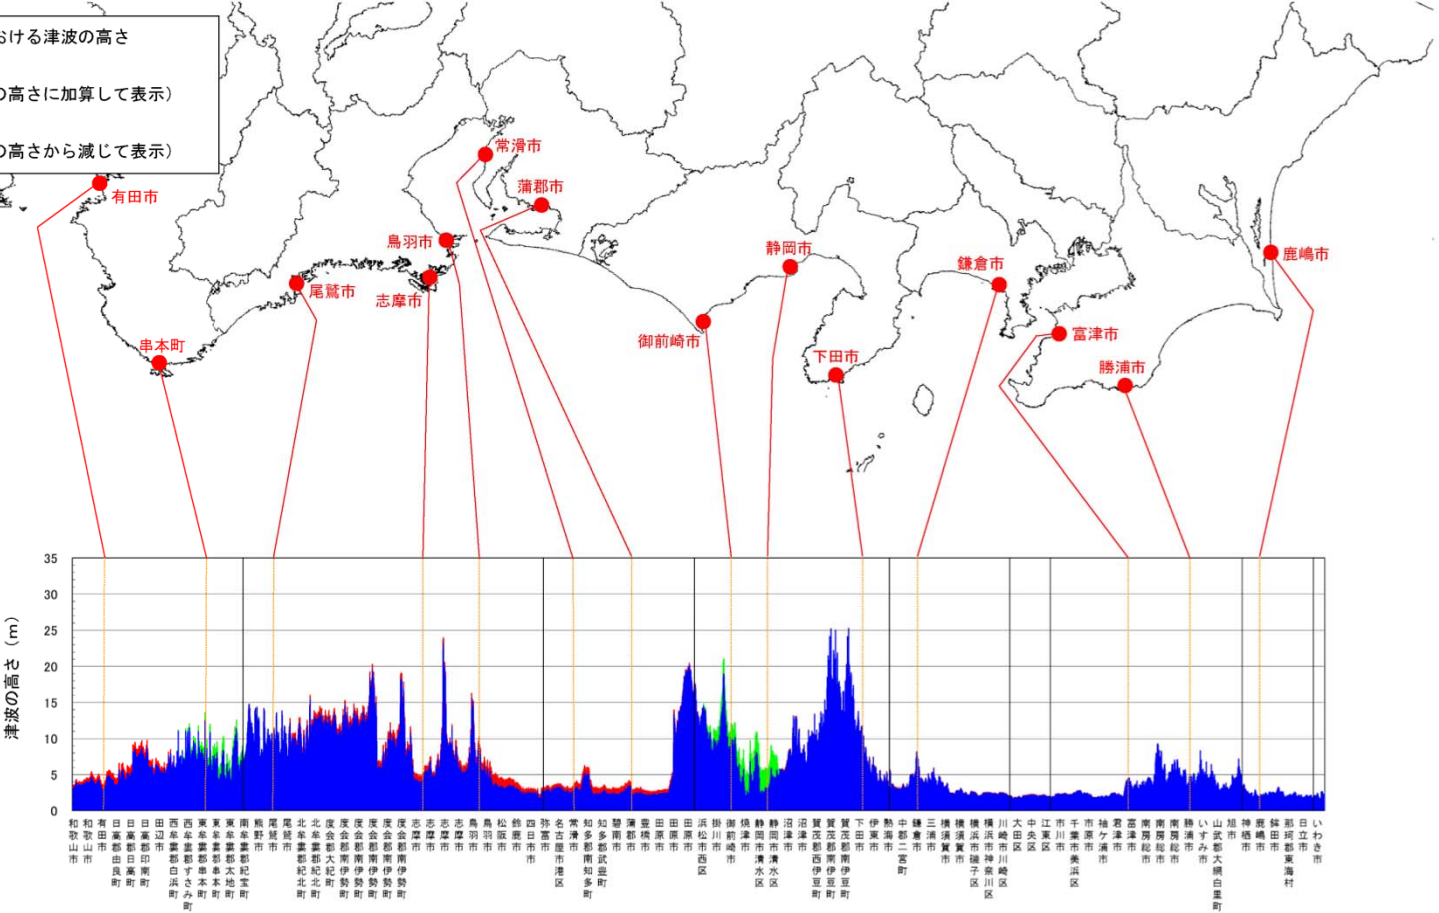 おける津波の高さ
の高さに加算して表示）
の高さから減じて表示）
常滑市
有田市
蒲郡市
鳥羽市
静岡市
鎌倉市
鹿嶋市
尾鷲市
志摩市
御前崎市
富津市
串本町
下田市
勝浦市
津波の高さ（m）
35
30
25
20
15
10
5
0
和歌山市
和歌山市
有田市
日高郡由良町
日高郡日高町
日高郡印南町
田辺市
西牟婁郡白浜町
西牟婁郡すさみ町
東牟婁郡串本町
東牟婁郡串本町
東牟婁郡太地町
南牟婁郡紀宝町
熊野市
尾鷲市
尾鷲市
北牟婁郡紀北町
北牟婁郡紀北町
度会郡大紀町
度会郡南伊勢町
度会郡南伊勢町
度会郡南伊勢町
度会郡南伊勢町
度会郡南伊勢町
志摩市
志摩市
志摩市
志摩市
鳥羽市
鳥羽市
松阪市
鈴鹿市
四日市市
弥富市
名古屋市港区
常滑市
知多郡南知多町
知多郡武豊町
碧南市
蒲郡市
豊橋市
田原市
田原市
田原市
浜松市西区
掛川市
御前崎市
焼津市
静岡市清水区
静岡市清水区
沼津市
沼津市
賀茂郡西伊豆町
賀茂郡南伊豆町
賀茂郡南伊豆町
下田市
伊東市
熱海市
中郡二宮町
鎌倉市
三浦市
横須賀市
横須賀市
横浜市磯子区
横浜市神奈川区
川崎市川崎区
大田区
中央区
江東区
市川市
千葉市美浜区
市原市
袖ケ浦市
君津市
富津市
南房総市
南房総市
南房総市
勝浦市
いすみ市
山武郡大網白里町
旭市
神栖市
鹿嶋市
鉾田市
那珂郡東海村
日立市
いわき市